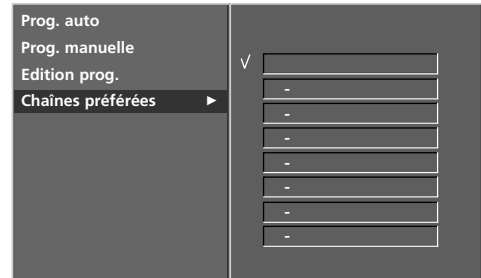 Prog. auto
Prog. manuelle
Edition prog.
Chaînes préférées ►
√
-
-
-
-
-
-
-